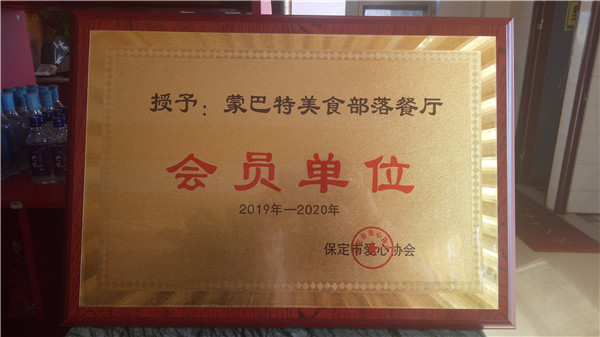 授予：蒙巴特美食部落餐厅
会员单位
2019年—2020年
保定市爱心协会